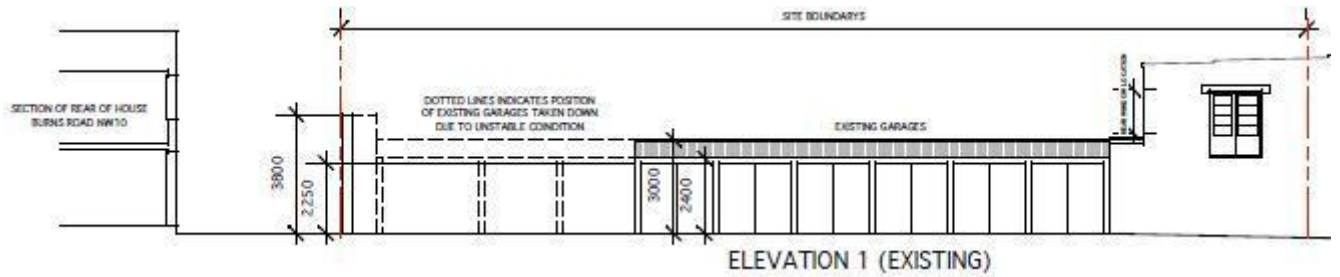 SITE BOUNDARYS
SECTION OF REAR OF HOUSE
BURNS ROAD NW10
DOTTED LINES INDICATES POSITION
OF EXISTING GARAGES TAKEN DOWN
DUE TO UNSTABLE CONDITION
EXISTING GARAGES
3800
2250
3000
2400
ELEVATION 1 (EXISTING)